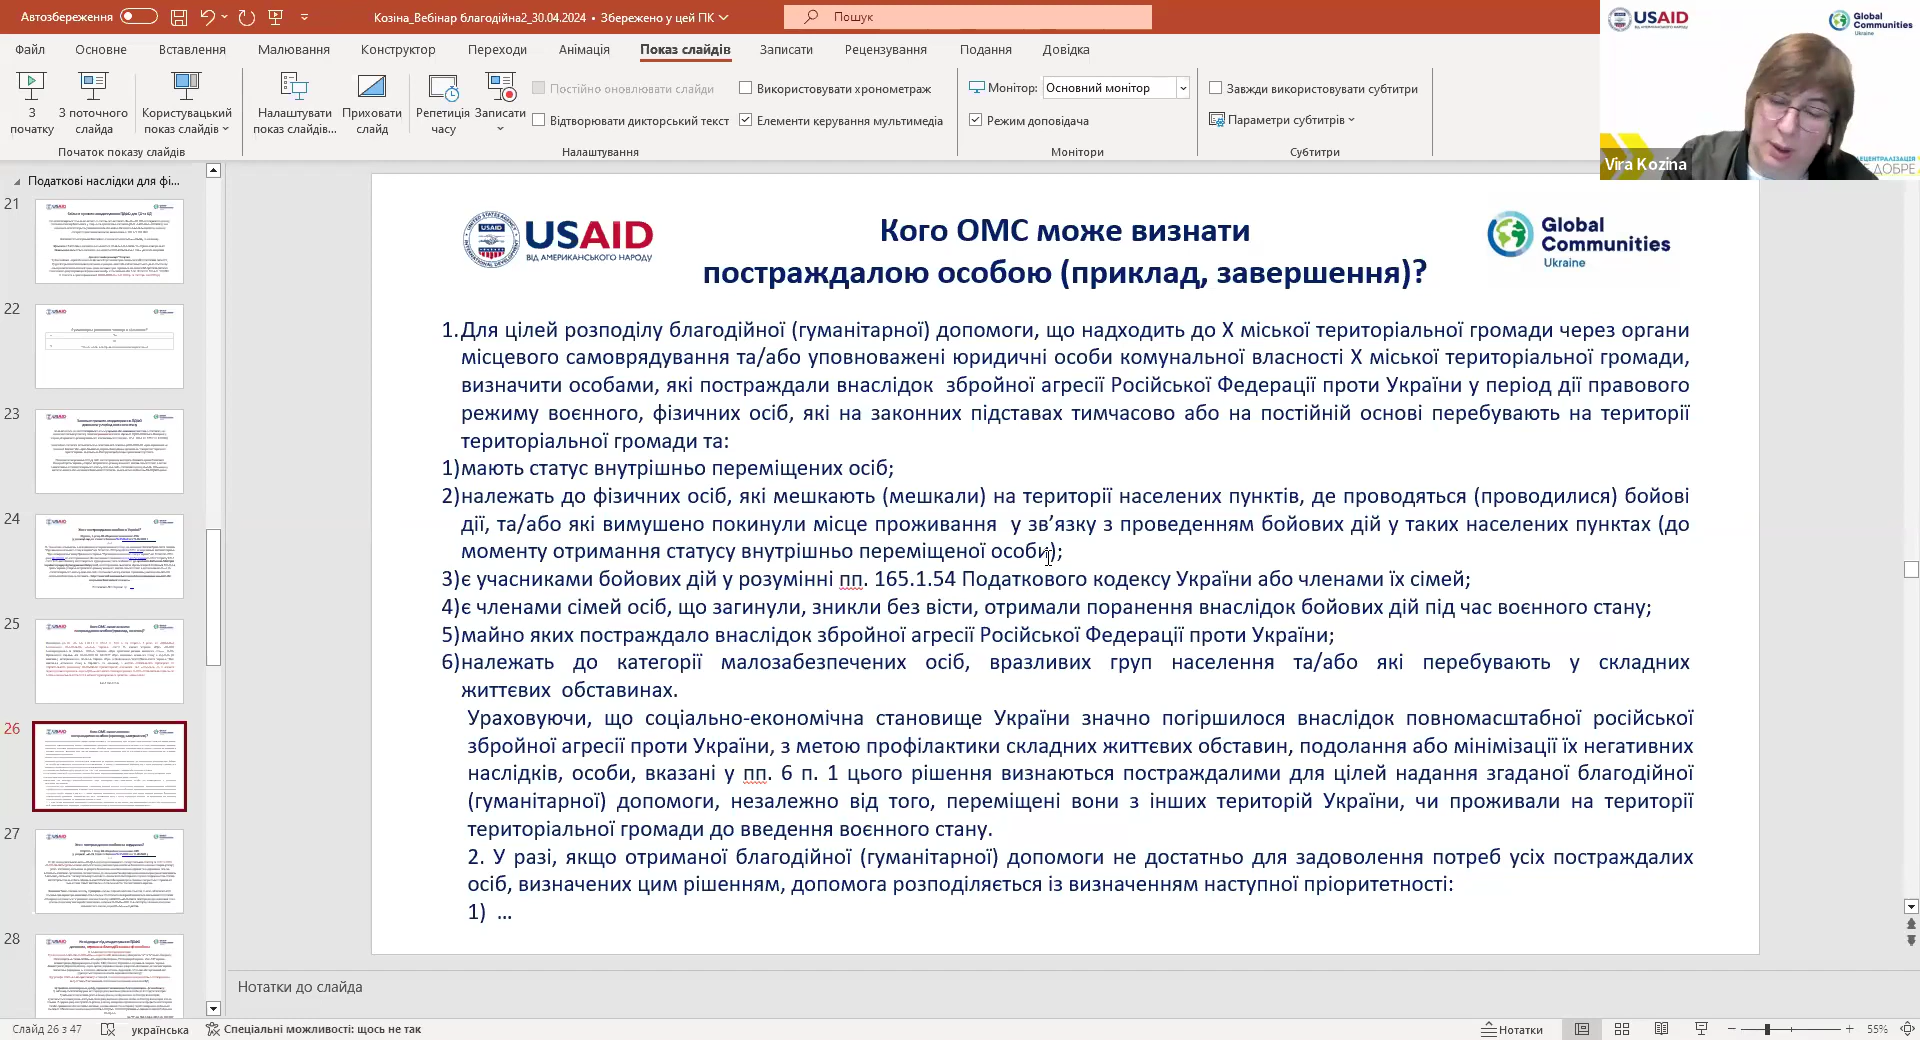 Автозбереження
Козіна_Вебінар благодійна2_30.04.2024 • Збережено у цей ПК
Пошук
Файл Основне Вставлення Малювання Конструктор Переходи Анімація Показ слайдів Записати Рецензування Подання Довідка
З початку
З поточного слайда
Користувацький показ слайдів
Початок показу слайдів
Налаштувати показ слайдів...
Приховати слайд
Репетиція часу
Записати
Постійно оновлювати слайди
Відтворювати дикторський текст
Використовувати хронометраж
Елементи керування мультимедіа
Налаштування
Монітор: Основний монітор
Режим доповідача
Монітори
Завжди використовувати субтитри
Параметри субтитрів
Субтитри
USAID
ВІД АМЕРИКАНСЬКОГО НАРОДУ
Global Communities
Ukraine
Vira Kozina
ДОБРЕ
Податкові наслідки для фі...
21
22
23
24
25
26
27
28
USAID
ВІД АМЕРИКАНСЬКОГО НАРОДУ
Кого ОМС може визнати
постраждалою особою (приклад, завершення)?
Global
Communities
Ukraine
1.Для цілей розподілу благодійної (гуманітарної) допомоги, що надходить до Х міської територіальної громади через органи
місцевого самоврядування та/або уповноважені юридичні особи комунальної власності Х міської територіальної громади,
визначити особами, які постраждали внаслідок збройної агресії Російської Федерації проти України у період дії правового
режиму воєнного, фізичних осіб, які на законних підставах тимчасово або на постійній основі перебувають на території
територіальної громади та:
1)мають статус внутрішньо переміщених осіб;
2)належать до фізичних осіб, які мешкають (мешкали) на території населених пунктів, де проводяться (проводилися) бойові
дії, та/або які вимушено покинули місце проживання у зв’язку з проведенням бойових дій у таких населених пунктах (до
моменту отримання статусу внутрішньо переміщеної особи);
3)є учасниками бойових дій у розумінні пп. 165.1.54 Податкового кодексу України або членами їх сімей;
4)є членами сімей осіб, що загинули, зникли без вісти, отримали поранення внаслідок бойових дій під час воєнного стану;
5)майно яких постраждало внаслідок збройної агресії Російської Федерації проти України;
6)належать до категорії малозабезпечених осіб, вразливих груп населення та/або які перебувають у складних
життєвих обставинах.
Ураховуючи, що соціально-економічна становище України значно погіршилося внаслідок повномасштабної російської
збройної агресії проти України, з метою профілактики складних життєвих обставин, подолання або мінімізації їх негативних
наслідків, особи, вказані у пп. 6 п. 1 цього рішення визнаються постраждалими для цілей надання згаданої благодійної
(гуманітарної) допомоги, незалежно від того, переміщені вони з інших територій України, чи проживали на території
територіальної громади до введення воєнного стану.
2. У разі, якщо отриманої благодійної (гуманітарної) допомоги не достатньо для задоволення потреб усіх постраждалих
осіб, визначених цим рішенням, допомога розподіляється із визначенням наступної пріоритетності:
1) ...
Нотатки до слайда
Слайд 26 з 47
українська
Спеціальні можливості: щось не так
Нотатки
55%